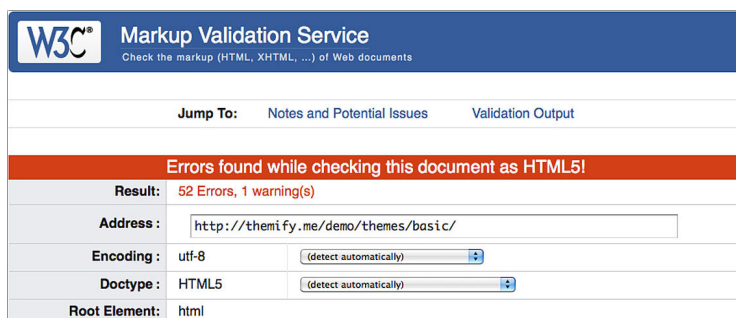 W3C®
Markup Validation Service
Check the markup (HTML, XHTML, ...) of Web documents
Jump To: Notes and Potential Issues Validation Output
Errors found while checking this document as HTML5!
Result: 52 Errors, 1 warning(s)
Address : http://themify.me/demo/themes/basic/
Encoding : utf-8 (detect automatically)
Doctype : HTML5 (detect automatically)
Root Element: html